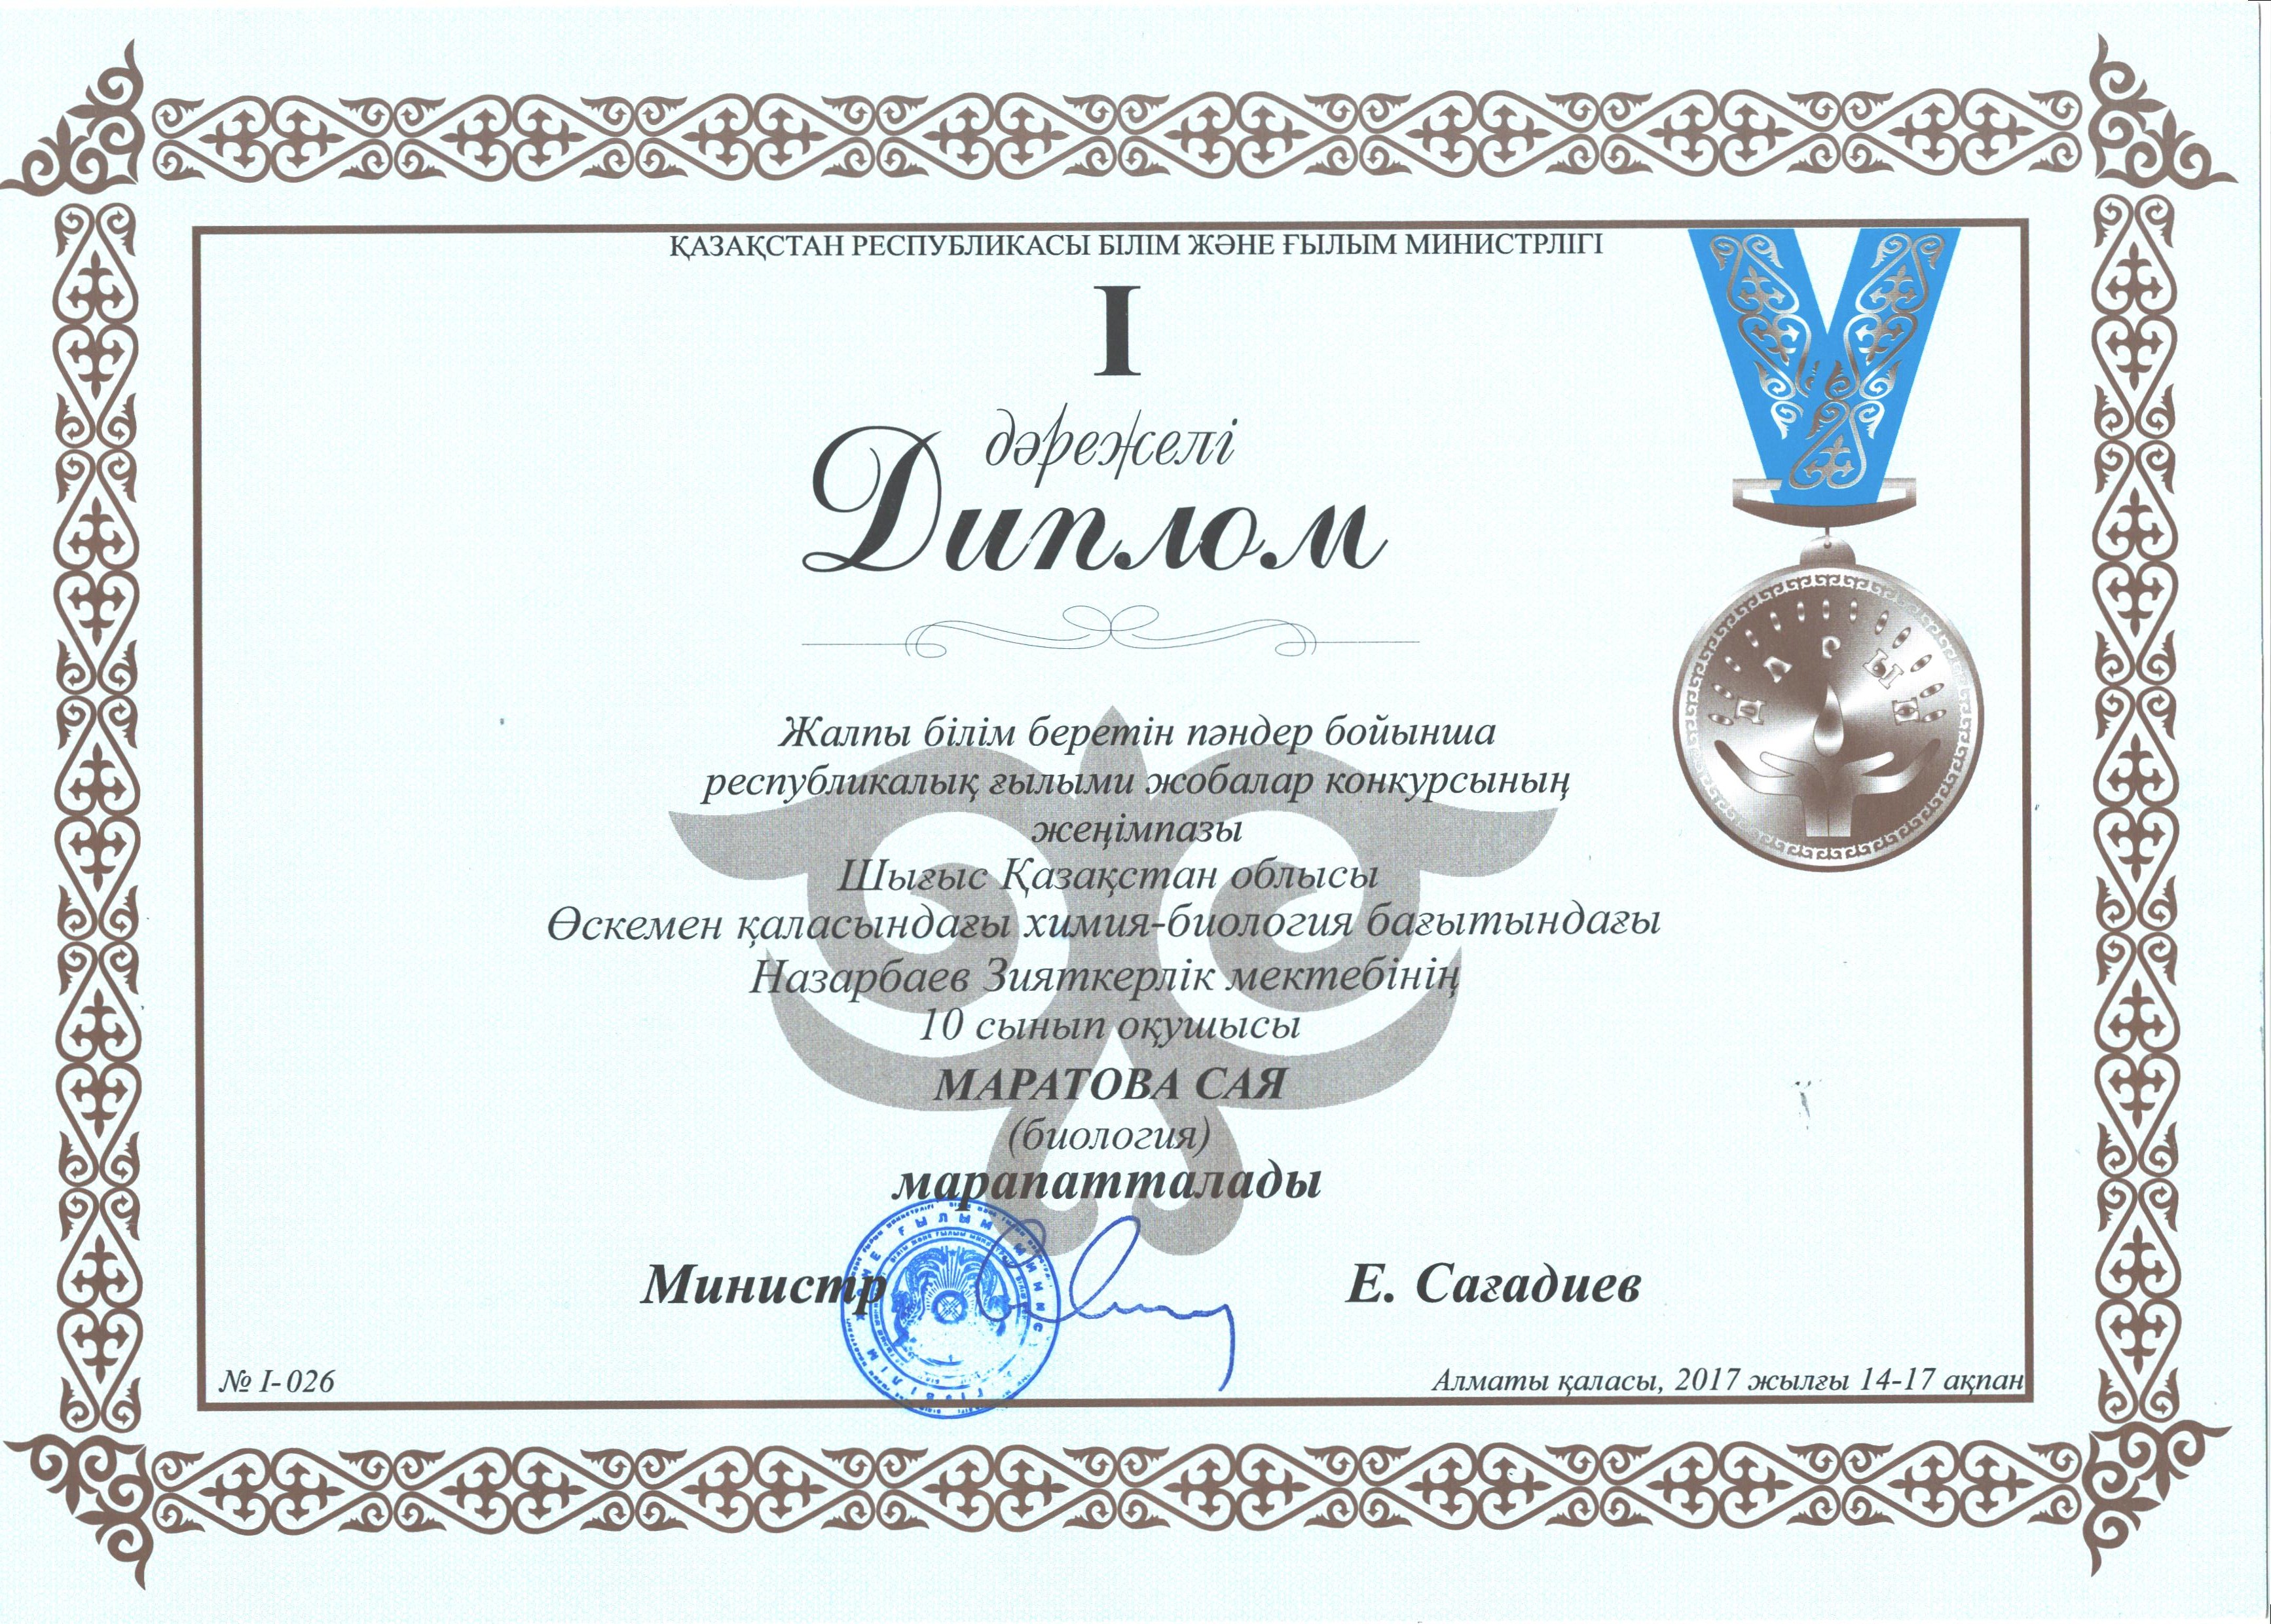 ҚАЗАҚСТАН РЕСПУБЛИКАСЫ БІЛІМ ЖӘНЕ ҒЫЛЫМ МИНИСТРЛІГІ
I
дәрежелі
Диплом
ДАРЫН
Жалпы білім беретін пәндер бойынша
республикалық ғылыми жобалар конкурсының
жеңімпазы
Шығыс Қазақстан облысы
Өскемен қаласындағы химия-биология бағытындағы
Назарбаев Зияткерлік мектебінің
10 сынып оқушысы
МАРАТОВА САЯ
(биология)
марапатталады
Министр
Е. Сағадиев
№ I- 026
Алматы қаласы, 2017 жылғы 14-17 ақпан